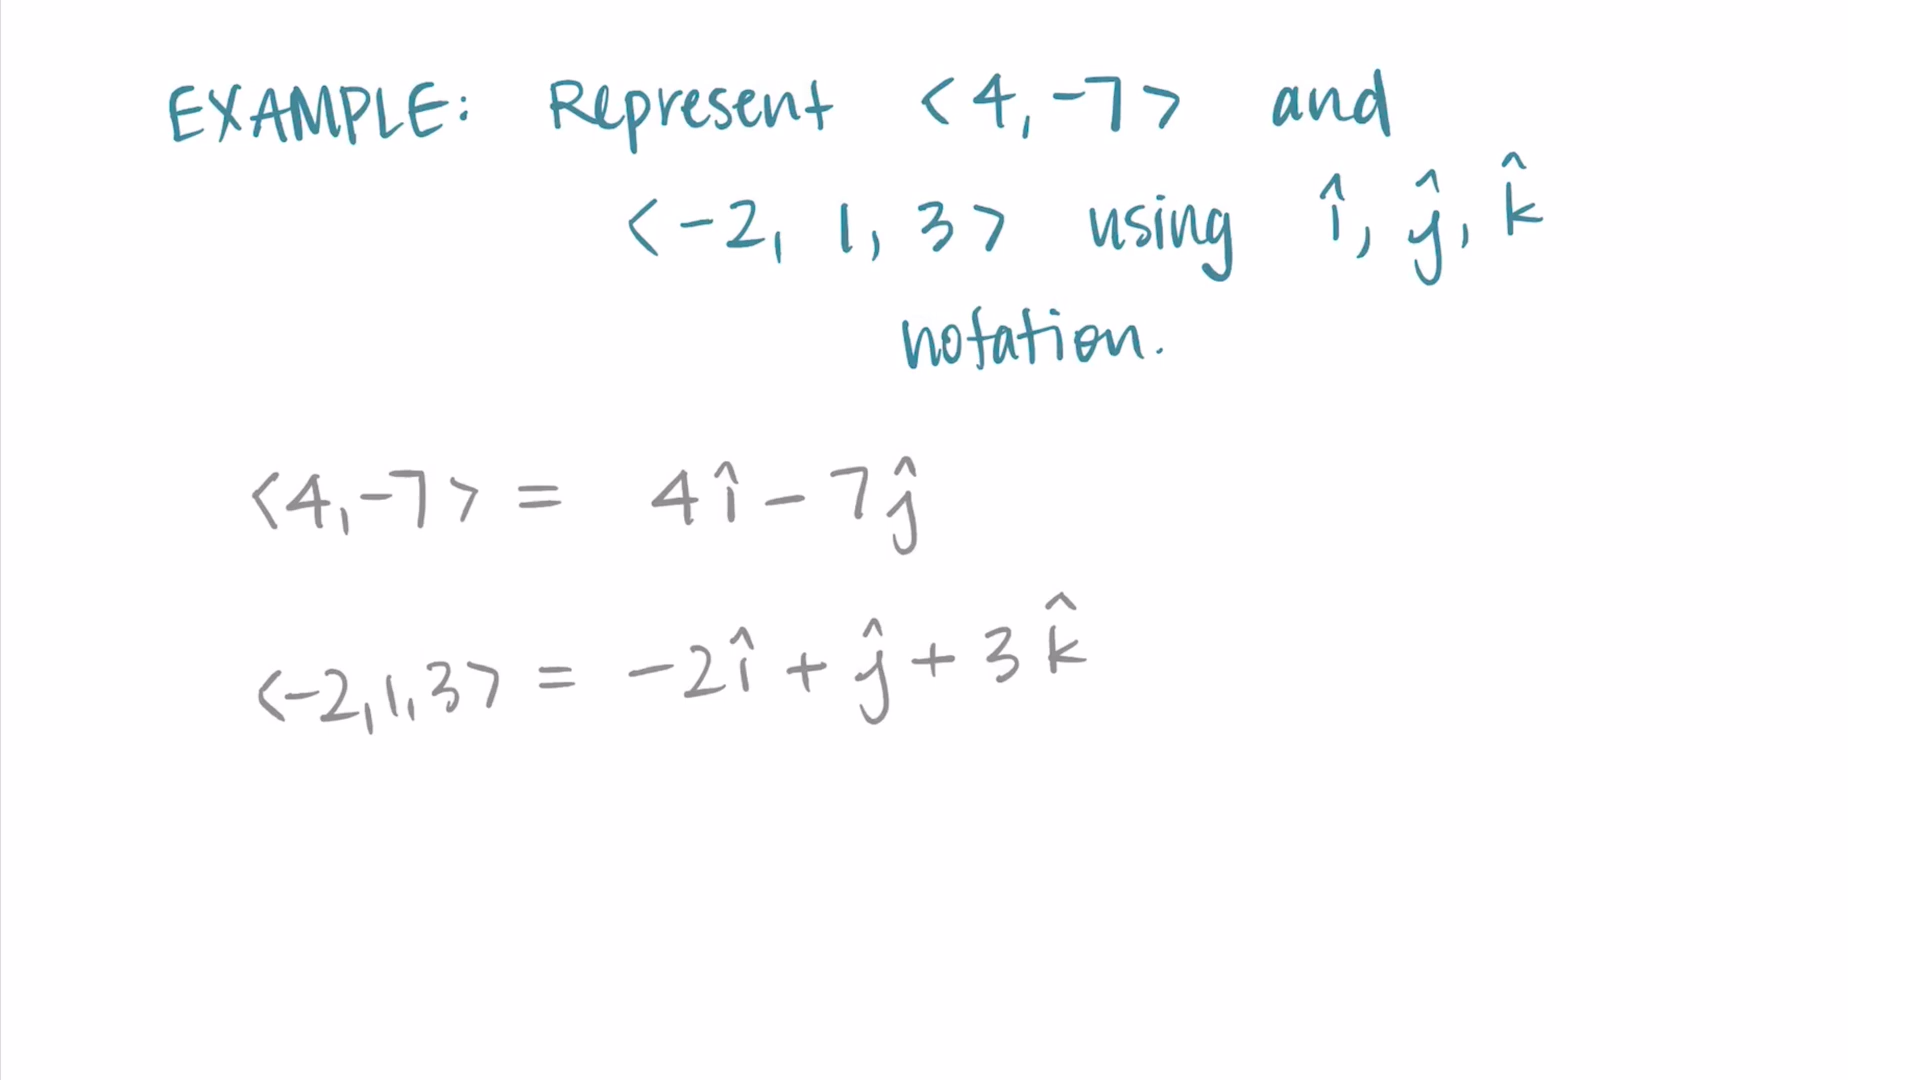 EXAMPLE: Represent <4, -7> and
<-2, 1, 3> using î, ĵ, k̂
notation.
<4,-7> = 4î - 7ĵ
<-2,1,3> = -2î + ĵ + 3k̂